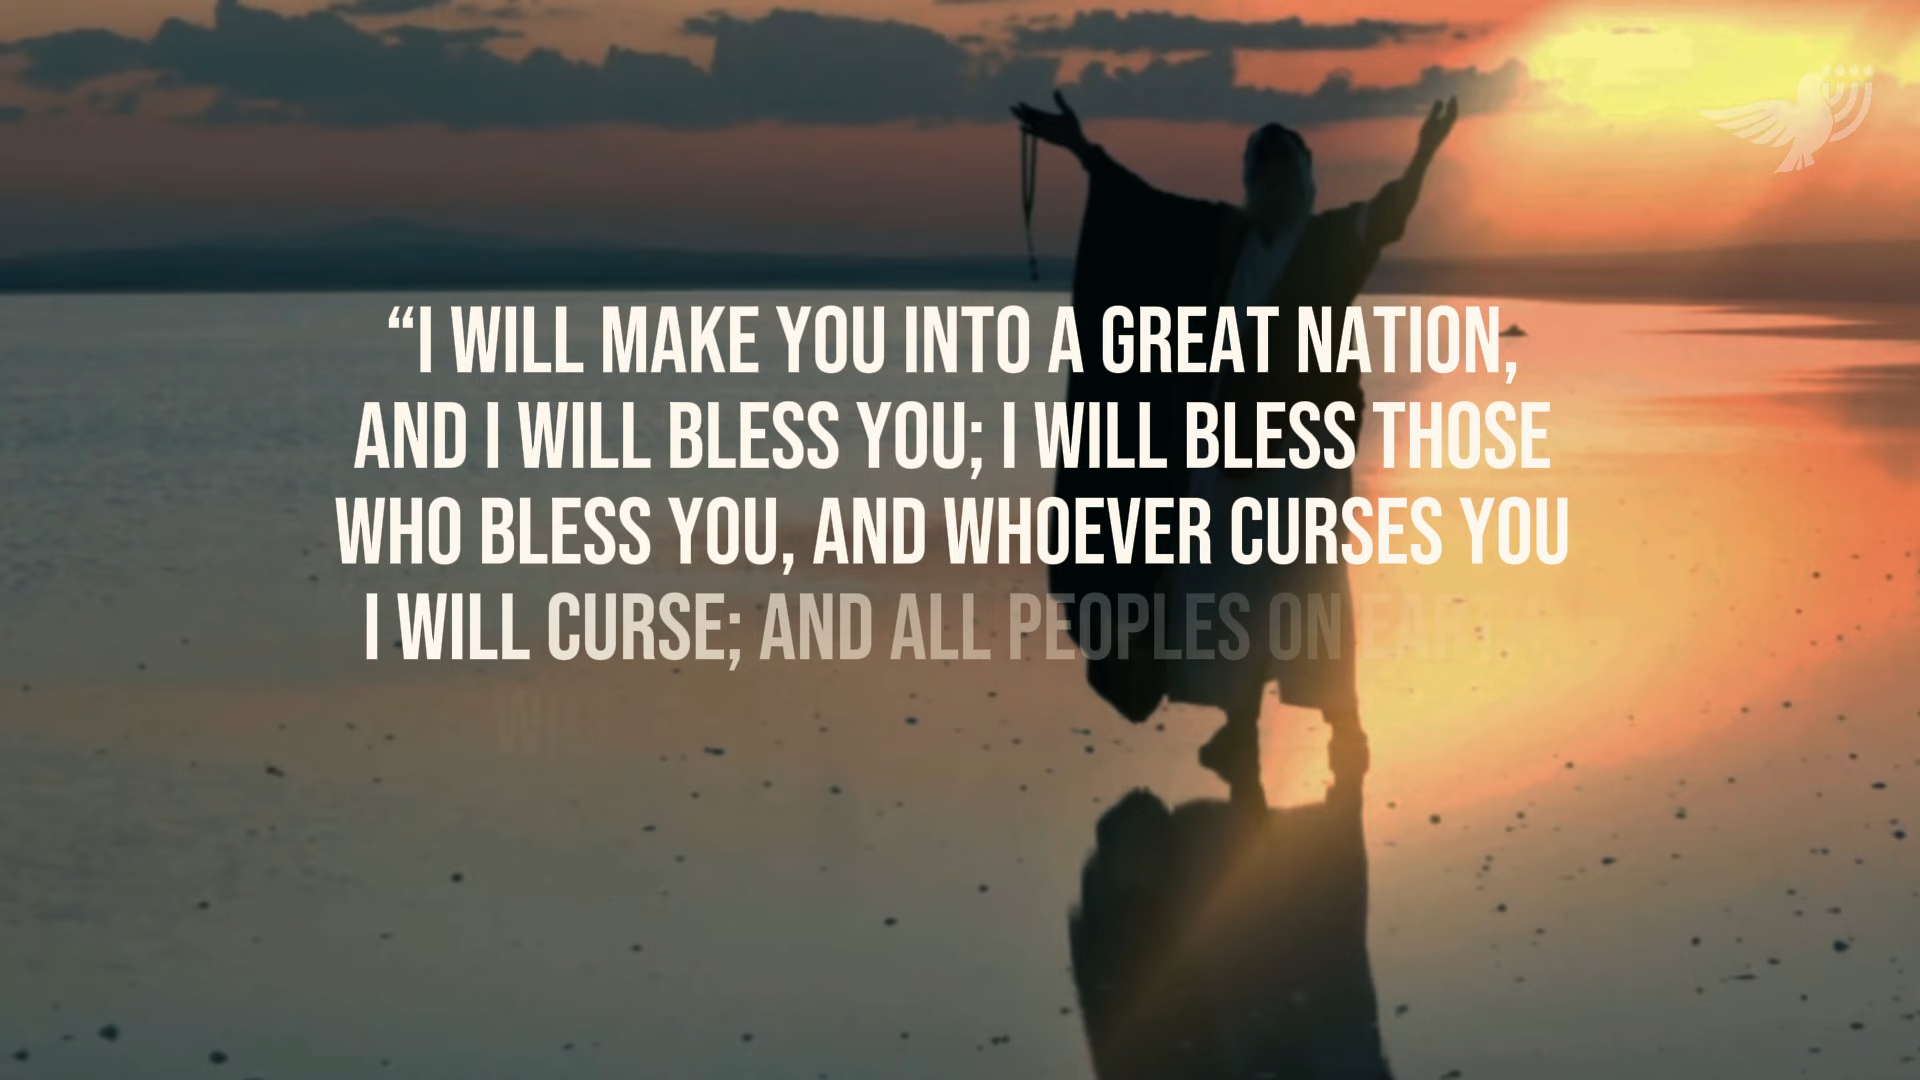 “I WILL MAKE YOU INTO A GREAT NATION,
AND I WILL BLESS YOU; I WILL BLESS THOSE
WHO BLESS YOU, AND WHOEVER CURSES YOU
I WILL CURSE; AND ALL PEOPLES ON EARTH